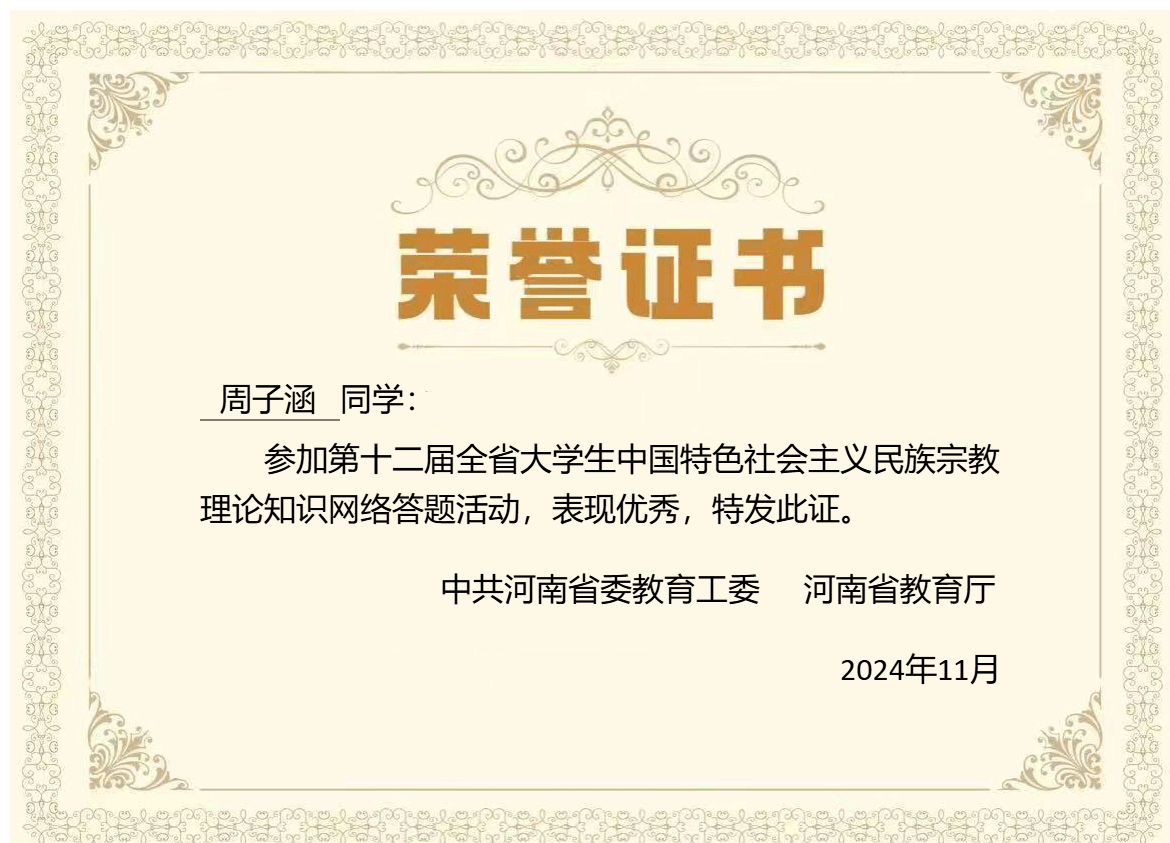 荣誉证书
周子涵 同学：
参加第十二届全省大学生中国特色社会主义民族宗教
理论知识网络答题活动，表现优秀，特发此证。
中共河南省委教育工委 河南省教育厅
2024年11月